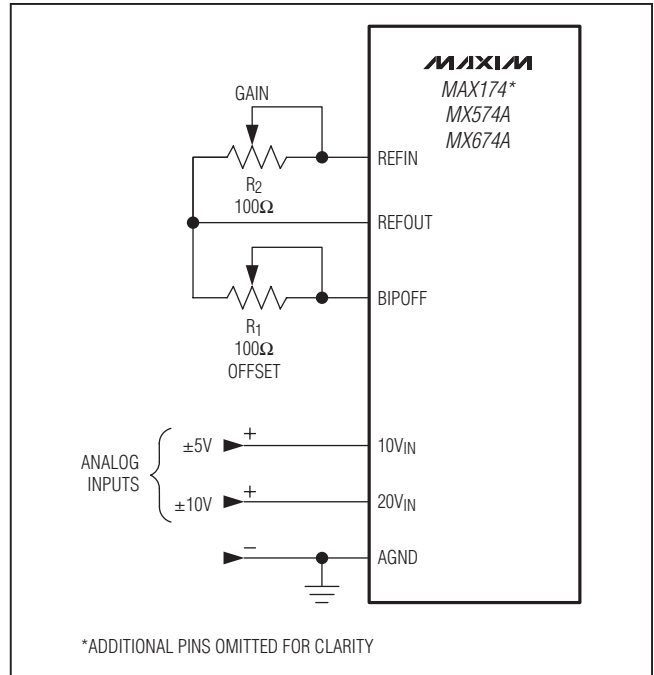 MAXIM
MAX174*
MX574A
MX674A
GAIN
REFIN
R2
100Ω
REFOUT
BIPOFF
R1
100Ω
OFFSET
ANALOG
INPUTS
±5V
+
10VIN
±10V
+
20VIN
–
AGND
*ADDITIONAL PINS OMITTED FOR CLARITY